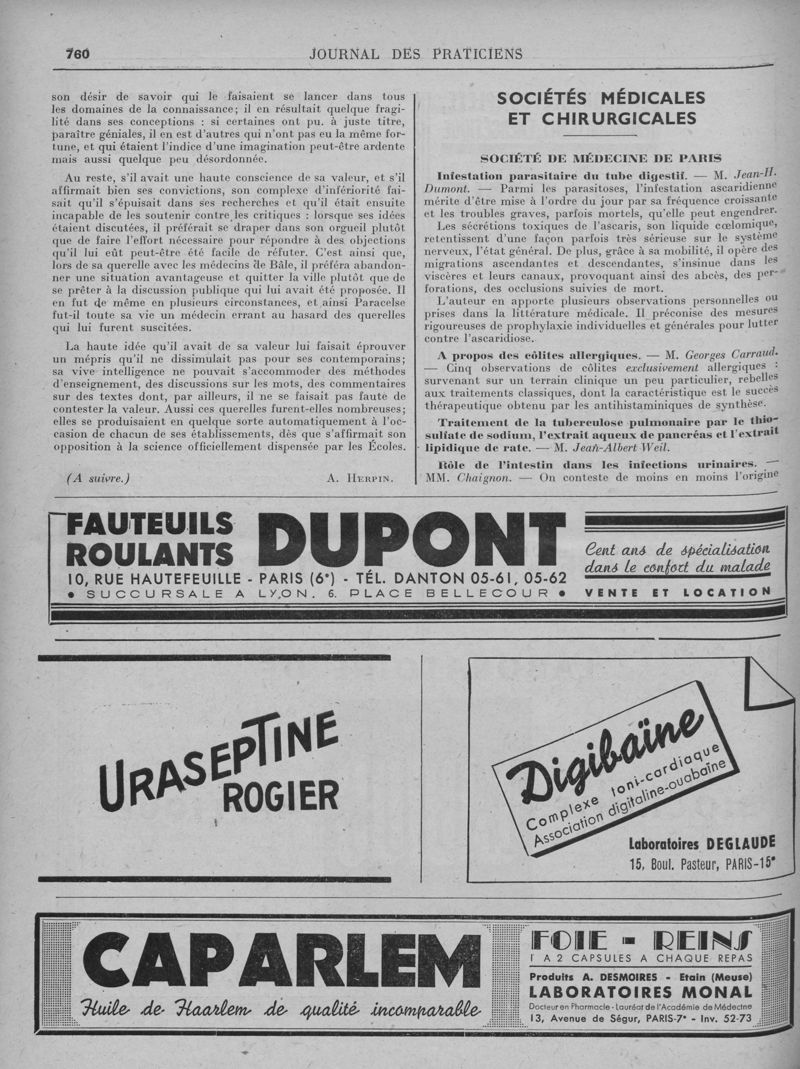 760
JOURNAL DES PRATICIENS
son désir de savoir qui le faisaient se lancer dans tous
les domaines de la connaissance; il en résultait quelque fragi-
lité dans ses conceptions : si certaines ont pu. à juste titre,
paraître géniales, il en est d'autres qui n'ont pas eu la même for-
tune, et qui étaient l'indice d'une imagination peut-être ardente
mais aussi quelque peu désordonnée.
Au reste, s'il avait une haute conscience de sa valeur, et s'il
affirmait bien ses convictions, son complexe d'infériorité fai-
sait qu'il s'épuisait dans ses recherches et qu'il était ensuite
incapable de les soutenir contre les critiques : lorsque ses idées
étaient discutées, il préférait se draper dans son orgueil plutôt
que de faire l'effort nécessaire pour répondre à des objections
qu'il lui eût peut-être été facile de réfuter. C'est ainsi que,
lors de sa querelle avec les médecins de Bâle, il préféra abandon-
ner une situation avantageuse et quitter la ville plutôt que de
se prêter à la discussion publique qui lui avait été proposée. Il
en fut de même en plusieurs circonstances, et ainsi Paracelse
fut-il toute sa vie un médecin errant au hasard des querelles
qui lui furent suscitées.
La haute idée qu'il avait de sa valeur lui faisait éprouver
un mépris qu'il ne dissimulait pas pour ses contemporains;
sa vive intelligence ne pouvait s'accommoder des méthodes
d'enseignement, des discussions sur les mots, des commentaires
sur des textes dont, par ailleurs, il ne se faisait pas faute de
contester la valeur. Aussi ces querelles furent-elles nombreuses;
elles se produisaient en quelque sorte automatiquement à l'oc-
casion de chacun de ses établissements, dès que s'affirmait son
opposition à la science officiellement dispensée par les Écoles.
(A suivre.) A. HERPIN.
SOCIÉTÉS MÉDICALES
ET CHIRURGICALES
SOCIÉTÉ DE MÉDECINE DE PARIS
Infestation parasitaire du tube digestif. — M. Jean-H.
Dumont. — Parmi les parasitoses, l'infestation ascaridienne
mérite d'être mise à l'ordre du jour par sa fréquence croissante
et les troubles graves, parfois mortels, qu'elle peut engendrer.
Les sécrétions toxiques de l'ascaris, son liquide cœlomique,
retentissent d'une façon parfois très sérieuse sur le système
nerveux, l'état général. De plus, grâce à sa mobilité, il opère des
migrations ascendantes et descendantes, s'insinue dans les
viscères et leurs canaux, provoquant ainsi des abcès, des per-
forations, des occlusions suivies de mort.
L'auteur en apporte plusieurs observations personnelles ou
prises dans la littérature médicale. Il préconise des mesures
rigoureuses de prophylaxie individuelles et générales pour lutter
contre l'ascaridiose.
A propos des côlites allergiques. — M. Georges Carraud.
— Cinq observations de côlites exclusivement allergiques :
survenant sur un terrain clinique un peu particulier, rebelles
aux traitements classiques, dont la caractéristique est le succès
thérapeutique obtenu par les antihistaminiques de synthèse.
Traitement de la tuberculose pulmonaire par le thio-
sulfate de sodium, l'extrait aqueux de pancréas et l'extrait
lipidique de rate. — M. Jean-Albert Weil.
Rôle de l'intestin dans les infections urinaires. —
MM. Chaignon. — On conteste de moins en moins l'origine
FAUTEUILS
ROULANTS
DUPONT
Cent ans de spécialisation
dans le confort du malade
10, RUE HAUTEFEUILLE - PARIS (6e) - TÉL. DANTON 05-61, 05-62
• SUCCURSALE A LYON. 6. PLACE BELLECOUR •
VENTE ET LOCATION
URASEPTINE
ROGIER
Digibaïne
Complexe toni-cardiaque
Association digitaline-ouabaïne
Laboratoires DEGLAUDE
15, Boul. Pasteur, PARIS-15e
CAPARLEM
Huile de Haarlem de qualité incomparable
FOIE - REINS
1 A 2 CAPSULES A CHAQUE REPAS
Produits A. DESMOIRES - Etain (Meuse)
LABORATOIRES MONAL
Docteur en Pharmacie - Lauréat de l'Académie de Médecine
13, Avenue de Ségur, PARIS-7e - Inv. 52-73